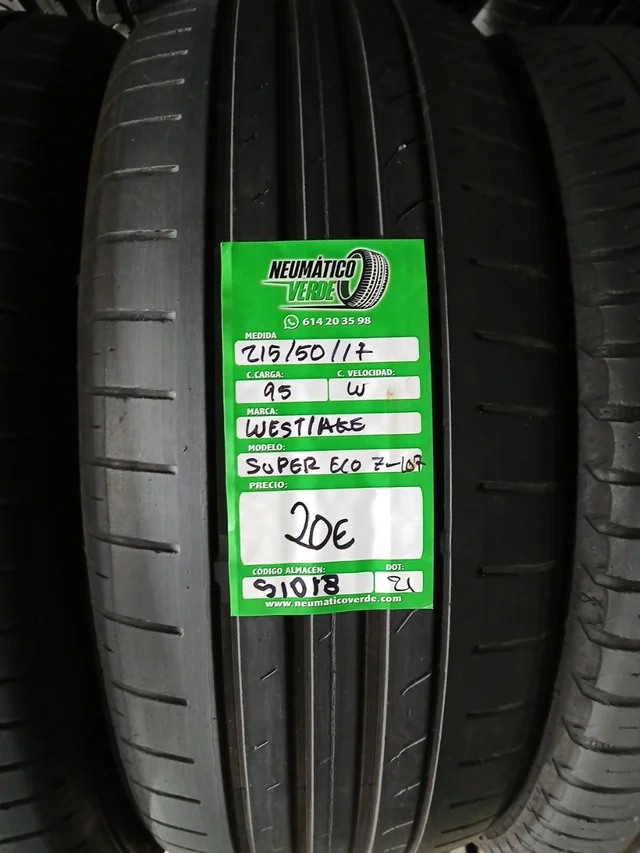 NEUMÁTICO
VERDE
614 20 35 98
MEDIDA
215/50/17
C.CARGA: C. VELOCIDAD:
95 W
MARCA:
WESTLAKE
MODELO:
SUPER ECO Z-107
PRECIO:
20€
CÓDIGO ALMACÉN: DOT:
S1018 21
www.neumaticoverde.com